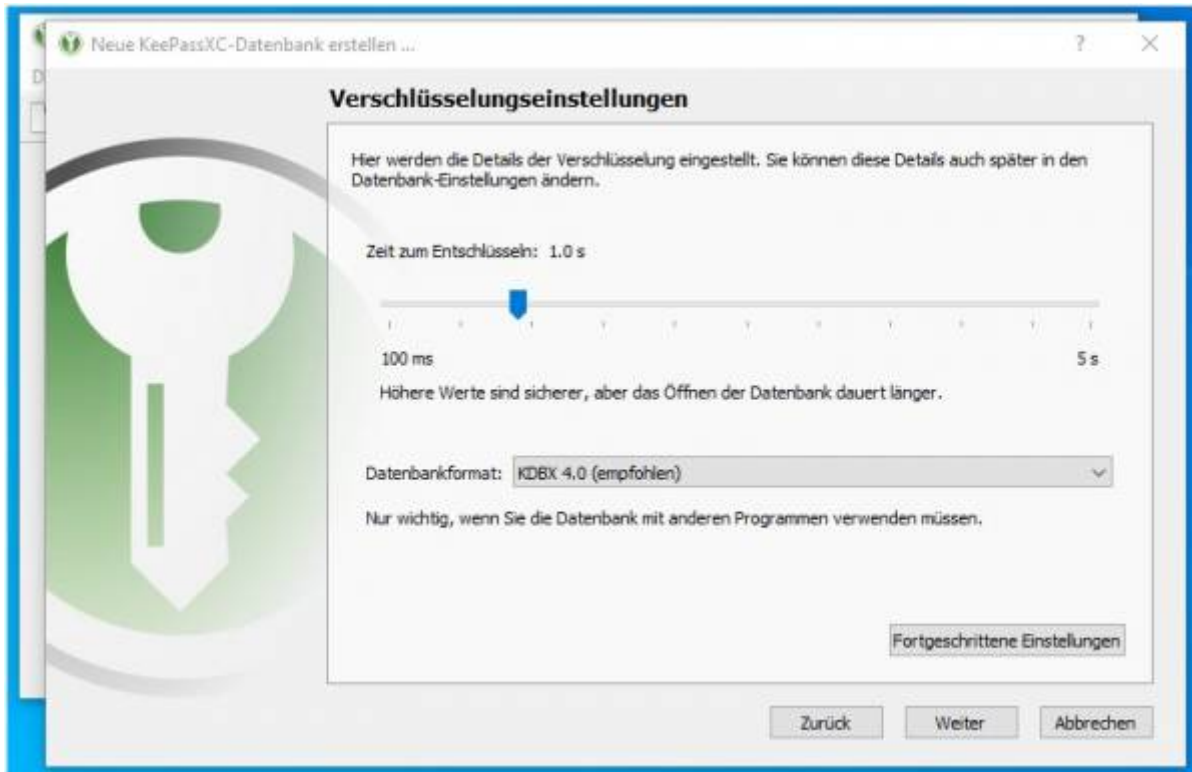 Neue KeePassXC-Datenbank erstellen ...
?
D
Verschlüsselungseinstellungen
Hier werden die Details der Verschlüsselung eingestellt. Sie können diese Details auch später in den
Datenbank-Einstellungen ändern.
Zeit zum Entschlüsseln: 1.0 s
100 ms 5 s
Höhere Werte sind sicherer, aber das Öffnen der Datenbank dauert länger.
Datenbankformat: KDBX 4.0 (empfohlen)
Nur wichtig, wenn Sie die Datenbank mit anderen Programmen verwenden müssen.
Fortgeschrittene Einstellungen
Zurück Weiter Abbrechen